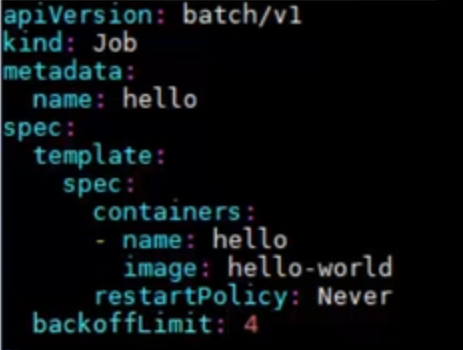 apiVersion: batch/v1
kind: Job
metadata:
  name: hello
spec:
  template:
    spec:
      containers:
      - name: hello
        image: hello-world
      restartPolicy: Never
  backoffLimit: 4